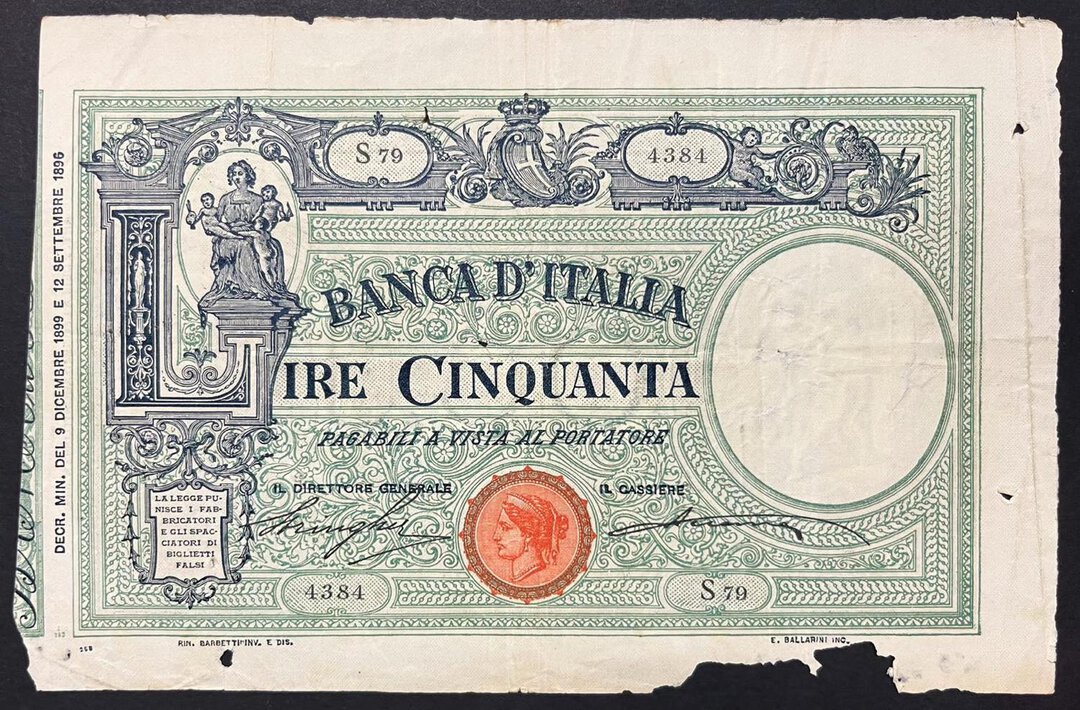 DECR. MIN. DEL 9 DICEMBRE 1899 E 12 SETTEMBRE 1896
S 79
4384
BANCA D'ITALIA
LIRE CINQUANTA
PAGABILI A VISTA AL PORTATORE
IL DIRETTORE GENERALE
IL CASSIERE
Stringher
LA LEGGE PU-
NISCE I FAB-
BRICATORI
E GLI SPAC-
CIATORI DI
BIGLIETTI
FALSI
4384
S 79
RIN. BARBETTI INV. E DIS.
E. BALLARINI INC.